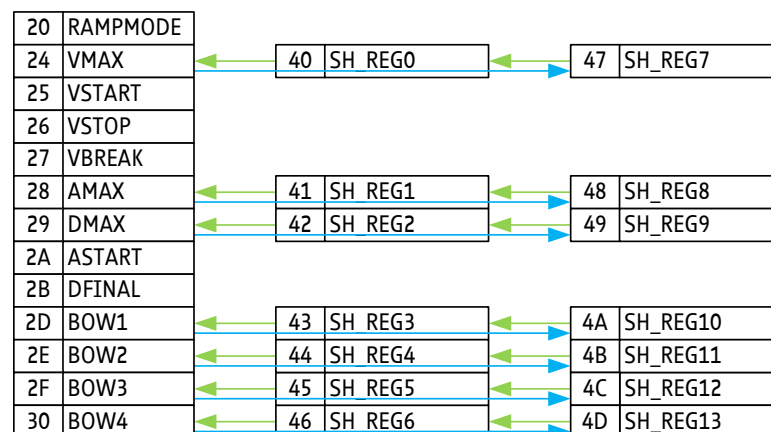 20 RAMPMODE
24 VMAX 40 SH_REG0 47 SH_REG7
25 VSTART
26 VSTOP
27 VBREAK
28 AMAX 41 SH_REG1 48 SH_REG8
29 DMAX 42 SH_REG2 49 SH_REG9
2A ASTART
2B DFINAL
2D BOW1 43 SH_REG3 4A SH_REG10
2E BOW2 44 SH_REG4 4B SH_REG11
2F BOW3 45 SH_REG5 4C SH_REG12
30 BOW4 46 SH_REG6 4D SH_REG13